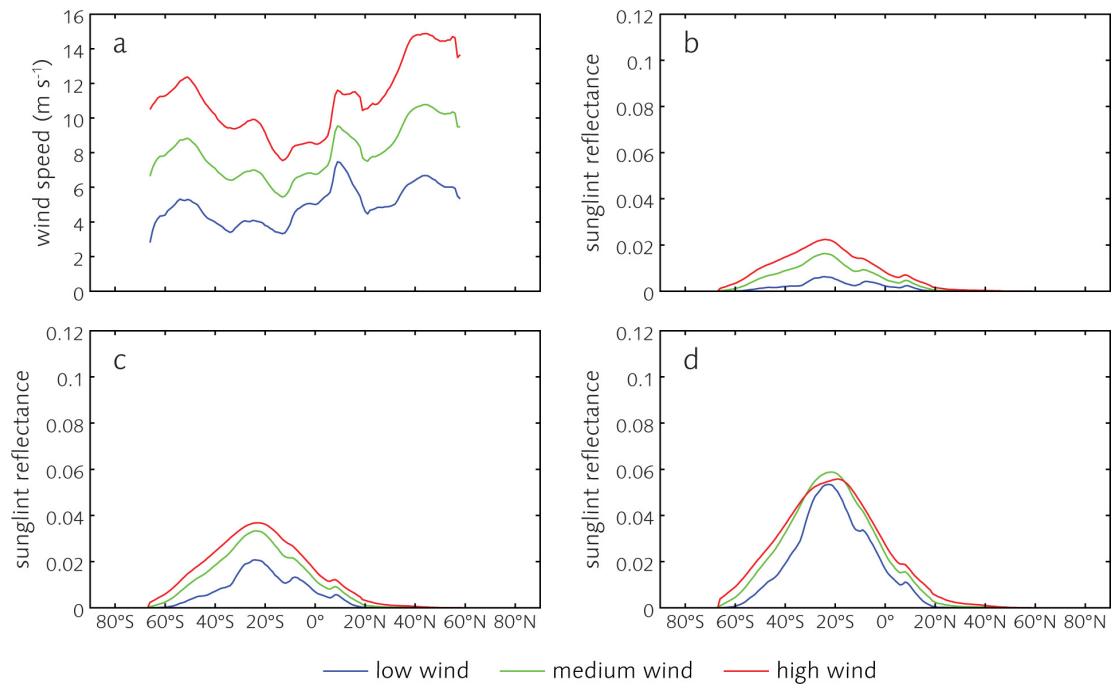 a
16
14
12
10
8
6
4
2
0
wind speed (m s⁻¹)
b
0.12
0.1
0.08
0.06
0.04
0.02
0
sunglint reflectance
c
0.12
0.1
0.08
0.06
0.04
0.02
0
sunglint reflectance
80°S 60°S 40°S 20°S 0° 20°N 40°N 60°N 80°N
d
0.12
0.1
0.08
0.06
0.04
0.02
0
sunglint reflectance
80°S 60°S 40°S 20°S 0° 20°N 40°N 60°N 80°N
low wind medium wind high wind